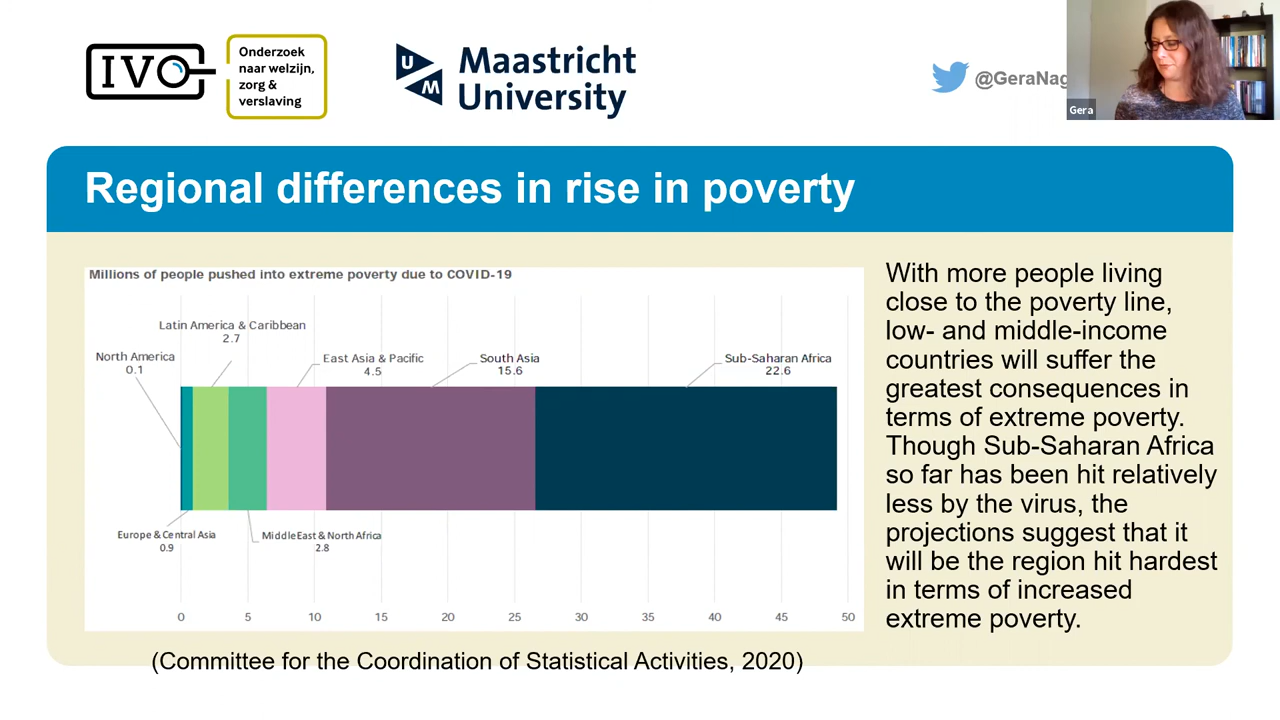 IVO
Onderzoek
naar welzijn,
zorg &
verslaving
UM
Maastricht
University
@GeraNag
Gera
Regional differences in rise in poverty
Millions of people pushed into extreme poverty due to COVID-19
Latin America & Caribbean
2.7
North America
0.1
East Asia & Pacific
4.5
South Asia
15.6
Sub-Saharan Africa
22.6
Europe & Central Asia
0.9
Middle East & North Africa
2.8
0 5 10 15 20 25 30 35 40 45 50
With more people living
close to the poverty line,
low- and middle-income
countries will suffer the
greatest consequences in
terms of extreme poverty.
Though Sub-Saharan Africa
so far has been hit relatively
less by the virus, the
projections suggest that it
will be the region hit hardest
in terms of increased
extreme poverty.
(Committee for the Coordination of Statistical Activities, 2020)